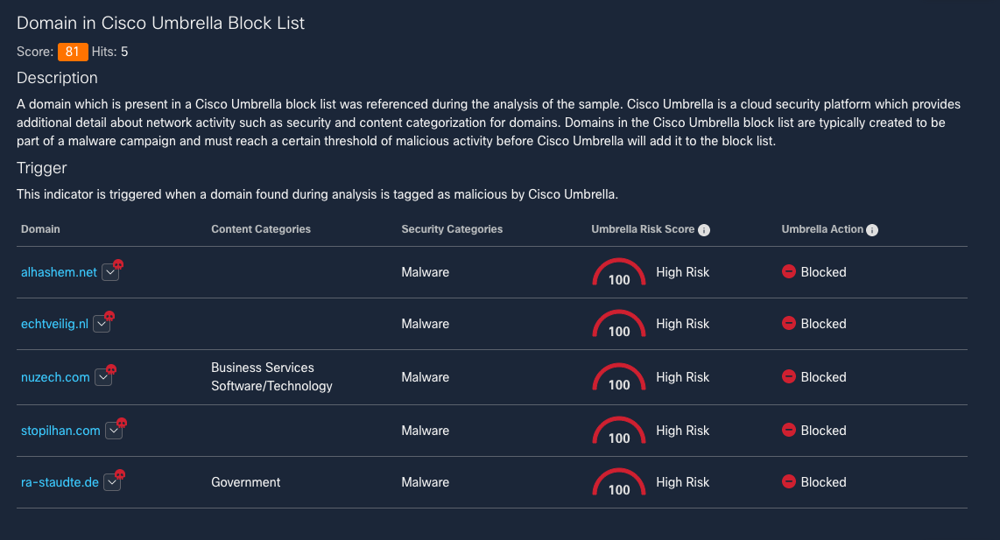 Domain in Cisco Umbrella Block List
Score: 81 Hits: 5
Description
A domain which is present in a Cisco Umbrella block list was referenced during the analysis of the sample. Cisco Umbrella is a cloud security platform which provides
additional detail about network activity such as security and content categorization for domains. Domains in the Cisco Umbrella block list are typically created to be
part of a malware campaign and must reach a certain threshold of malicious activity before Cisco Umbrella will add it to the block list.
Trigger
This indicator is triggered when a domain found during analysis is tagged as malicious by Cisco Umbrella.
Domain Content Categories Security Categories Umbrella Risk Score i Umbrella Action i
alhashem.net Malware 100 High Risk Blocked
echtveilig.nl Malware 100 High Risk Blocked
nuzech.com Business Services Malware 100 High Risk Blocked
Software/Technology
stopilhan.com Malware 100 High Risk Blocked
ra-staudte.de Government Malware 100 High Risk Blocked